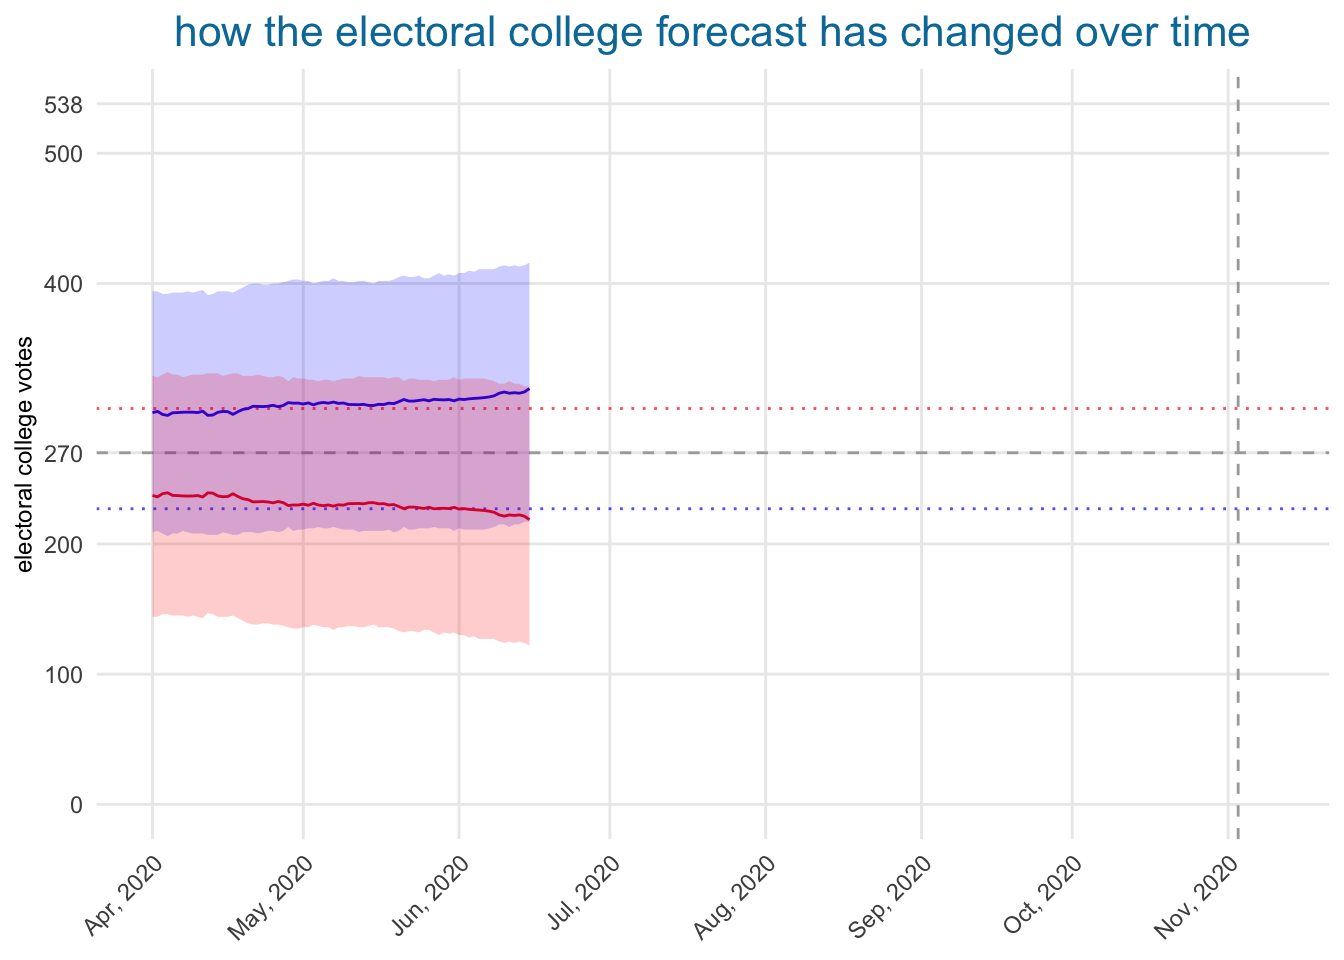 how the electoral college forecast has changed over time
electoral college votes
538
500
400
270
200
100
0
Apr, 2020
May, 2020
Jun, 2020
Jul, 2020
Aug, 2020
Sep, 2020
Oct, 2020
Nov, 2020